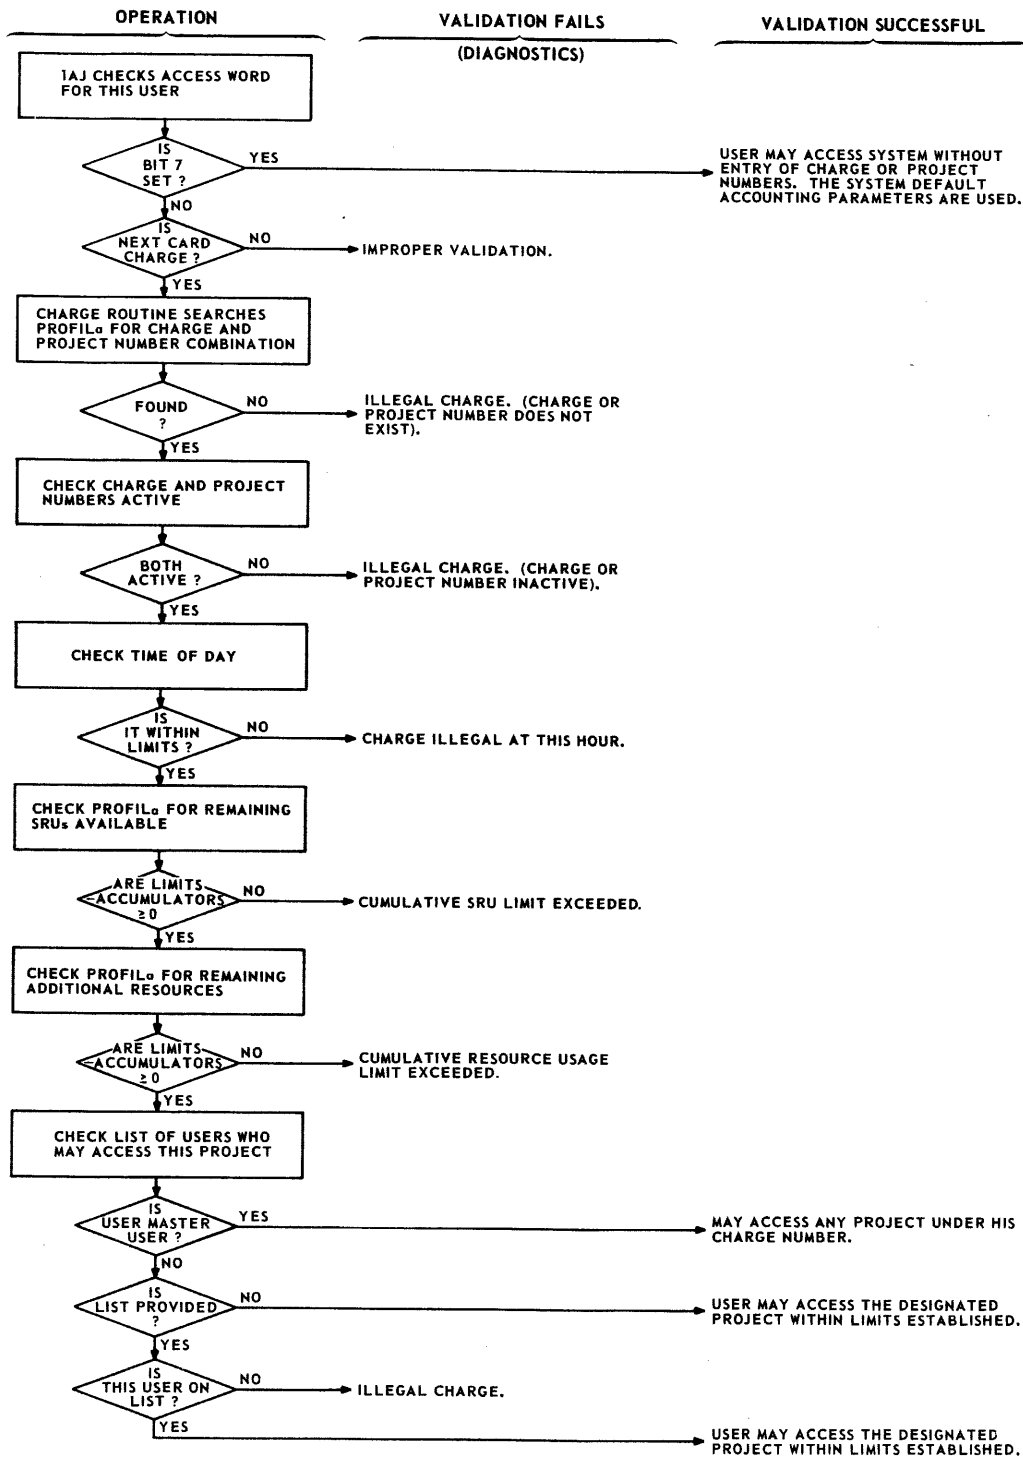 OPERATION
VALIDATION FAILS
(DIAGNOSTICS)
VALIDATION SUCCESSFUL
1AJ CHECKS ACCESS WORD
FOR THIS USER
IS
BIT 7
SET ?
YES
USER MAY ACCESS SYSTEM WITHOUT
ENTRY OF CHARGE OR PROJECT
NUMBERS. THE SYSTEM DEFAULT
ACCOUNTING PARAMETERS ARE USED.
NO
IS
NEXT CARD
CHARGE ?
NO
IMPROPER VALIDATION.
YES
CHARGE ROUTINE SEARCHES
PROFILa FOR CHARGE AND
PROJECT NUMBER COMBINATION
FOUND
?
NO
ILLEGAL CHARGE. (CHARGE OR
PROJECT NUMBER DOES NOT
EXIST).
YES
CHECK CHARGE AND PROJECT
NUMBERS ACTIVE
BOTH
ACTIVE ?
NO
ILLEGAL CHARGE. (CHARGE OR
PROJECT NUMBER INACTIVE).
YES
CHECK TIME OF DAY
IS
IT WITHIN
LIMITS ?
NO
CHARGE ILLEGAL AT THIS HOUR.
YES
CHECK PROFILa FOR REMAINING
SRUs AVAILABLE
ARE LIMITS
-ACCUMULATORS
≥0
NO
CUMULATIVE SRU LIMIT EXCEEDED.
YES
CHECK PROFILa FOR REMAINING
ADDITIONAL RESOURCES
ARE LIMITS
-ACCUMULATORS
≥0
NO
CUMULATIVE RESOURCE USAGE
LIMIT EXCEEDED.
YES
CHECK LIST OF USERS WHO
MAY ACCESS THIS PROJECT
IS
USER MASTER
USER ?
YES
MAY ACCESS ANY PROJECT UNDER HIS
CHARGE NUMBER.
NO
IS
LIST PROVIDED
?
NO
USER MAY ACCESS THE DESIGNATED
PROJECT WITHIN LIMITS ESTABLISHED.
YES
IS
THIS USER ON
LIST ?
NO
ILLEGAL CHARGE.
YES
USER MAY ACCESS THE DESIGNATED
PROJECT WITHIN LIMITS ESTABLISHED.